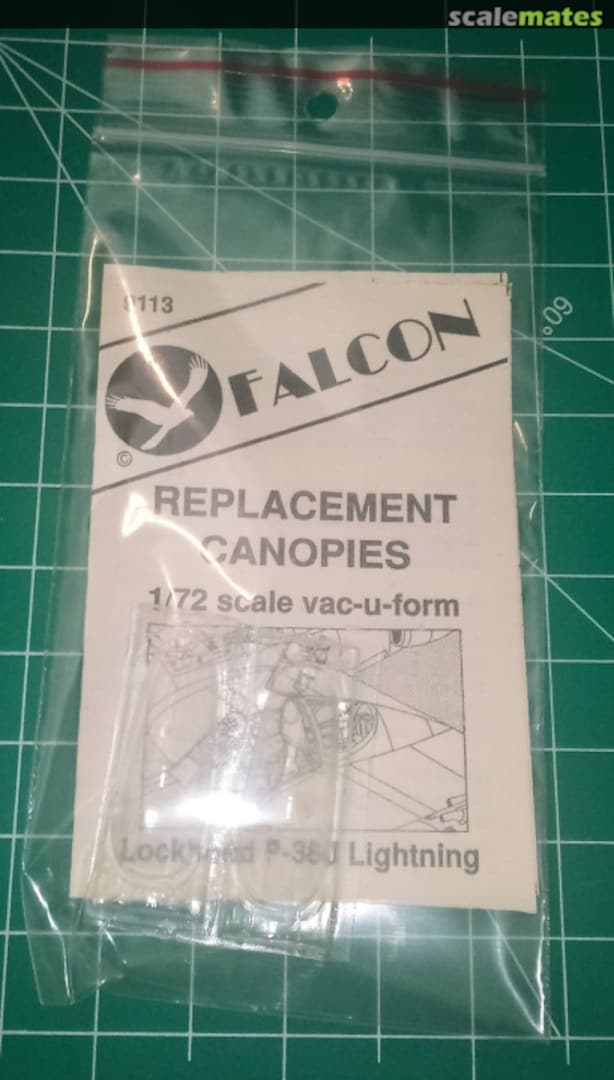 scalemates
9113
FALCON
©
REPLACEMENT
CANOPIES
1/72 scale vac-u-form
Lockheed P-38J Lightning
60°